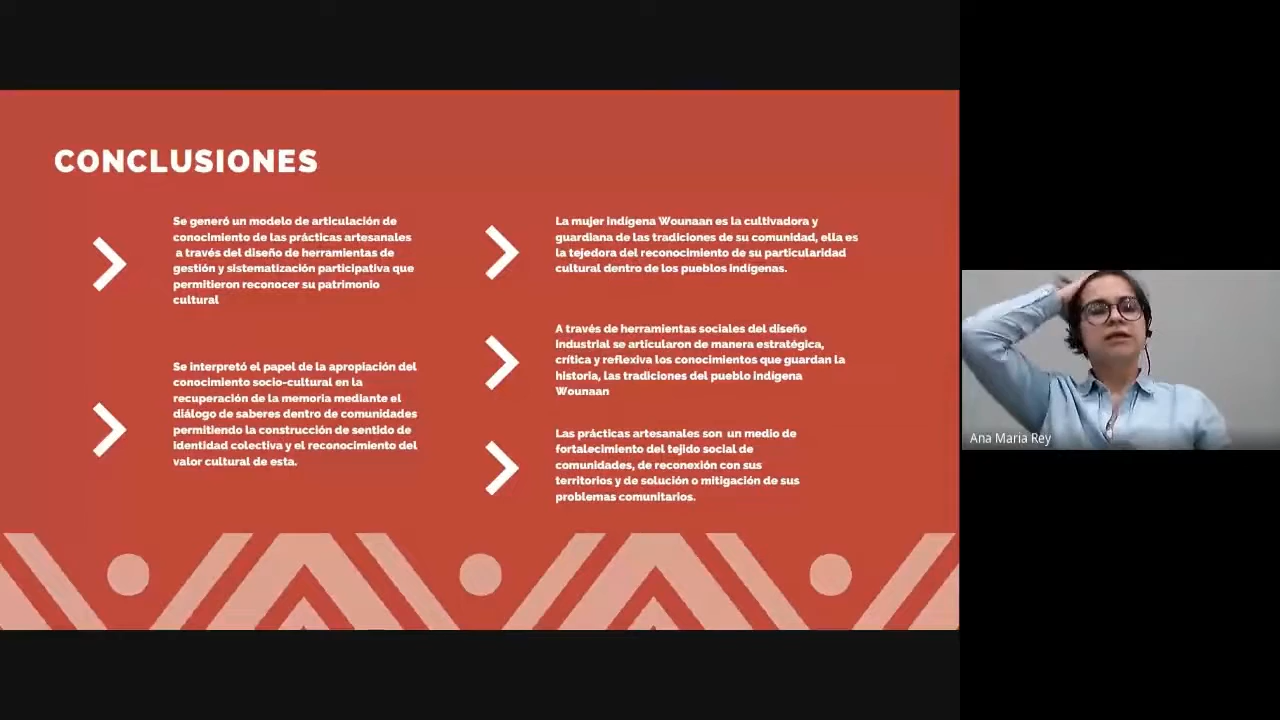 CONCLUSIONES
Se generó un modelo de articulación de
conocimiento de las prácticas artesanales
a través del diseño de herramientas de
gestión y sistematización participativa que
permitieron reconocer su patrimonio
cultural
Se interpretó el papel de la apropiación del
conocimiento socio-cultural en la
recuperación de la memoria mediante el
diálogo de saberes dentro de comunidades
permitiendo la construcción de sentido de
identidad colectiva y el reconocimiento del
valor cultural de esta.
La mujer indígena Wounaan es la cultivadora y
guardiana de las tradiciones de su comunidad, ella es
la tejedora del reconocimiento de su particularidad
cultural dentro de los pueblos indígenas.
A través de herramientas sociales del diseño
industrial se articularon de manera estratégica,
crítica y reflexiva los conocimientos que guardan la
historia, las tradiciones del pueblo indígena
Wounaan
Las prácticas artesanales son un medio de
fortalecimiento del tejido social de
comunidades, de reconexión con sus
territorios y de solución o mitigación de sus
problemas comunitarios.
Ana Maria Rey